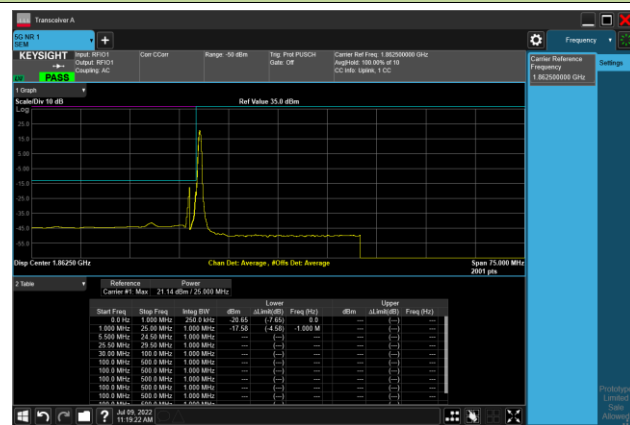 Transceiver A
5G NR 1
SEM
Frequency
KEYSIGHT
PASS
Input: RFIO1
Output: RFIO1
Coupling: AC
Corr CCorr
Range: -50 dBm
Trig: Prot PUSCH
Gate: Off
Carrier Ref Freq: 1.862500000 GHz
Avg|Hold: 100.00% of 10
CC Info: Uplink, 1 CC
Carrier Reference
Frequency
1.862500000 GHz
Settings
1 Graph
Scale/Div 10 dB
Ref Value 35.0 dBm
Log
25.0
15.0
5.00
-5.00
-15.0
-25.0
-35.0
-45.0
-55.0
Disp Center 1.86250 GHz
Chan Det: Average , #Offs Det: Average
Span 75.000 MHz
2001 pts
2 Table
Reference Power
Carrier #1: Max 21.14 dBm / 25.000 MHz
Lower Upper
Start Freq Stop Freq Integ BW dBm ΔLimit(dB) Freq (Hz) dBm ΔLimit(dB) Freq (Hz)
0.0 Hz 1.000 MHz 250.0 kHz -20.65 (-7.65) 0.0 --- (---) ---
1.000 MHz 25.00 MHz 1.000 MHz -17.58 (-4.58) -1.000 M --- (---) ---
5.500 MHz 24.50 MHz 1.000 MHz --- (---) --- --- (---) ---
25.50 MHz 29.50 MHz 1.000 MHz --- (---) --- --- (---) ---
30.00 MHz 100.0 MHz 1.000 MHz --- (---) --- --- (---) ---
100.0 MHz 500.0 MHz 1.000 MHz --- (---) --- --- (---) ---
100.0 MHz 500.0 MHz 1.000 MHz --- (---) --- --- (---) ---
100.0 MHz 500.0 MHz 1.000 MHz --- (---) --- --- (---) ---
100.0 MHz 500.0 MHz 1.000 MHz --- (---) --- --- (---) ---
100.0 MHz 500.0 MHz 1.000 MHz --- (---) --- --- (---) ---
100.0 MHz 500.0 MHz 1.000 MHz --- (---) --- --- (---) ---
Jul 09, 2022
11:19:22 AM
Prototype
Limited
Sale
Allowed